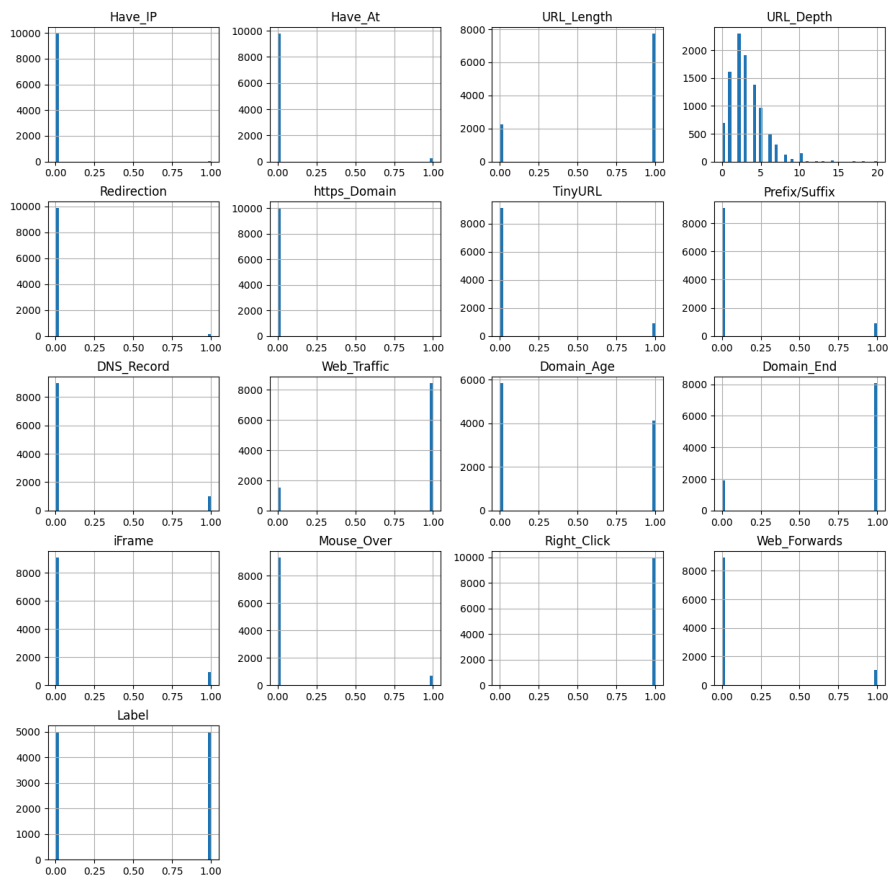 Have_IP Have_At URL_Length URL_Depth
10000 10000 8000
8000 8000 6000 2000
6000 6000 4000 1500
4000 4000 1000
2000 2000 2000 500
0 0 0 0
0.00 0.25 0.50 0.75 1.00 0.00 0.25 0.50 0.75 1.00 0.00 0.25 0.50 0.75 1.00 0 5 10 15 20
Redirection https_Domain TinyURL Prefix/Suffix
10000 10000
8000 8000 8000 8000
6000 6000 6000 6000
4000 4000 4000 4000
2000 2000 2000 2000
0 0 0 0
0.00 0.25 0.50 0.75 1.00 0.00 0.25 0.50 0.75 1.00 0.00 0.25 0.50 0.75 1.00 0.00 0.25 0.50 0.75 1.00
DNS_Record Web_Traffic Domain_Age Domain_End
8000 8000 6000 8000
6000 6000 4000 6000
4000 4000 4000
2000 2000 2000 2000
0 0 0 0
0.00 0.25 0.50 0.75 1.00 0.00 0.25 0.50 0.75 1.00 0.00 0.25 0.50 0.75 1.00 0.00 0.25 0.50 0.75 1.00
iFrame Mouse_Over Right_Click Web_Forwards
10000
8000 8000 8000 8000
6000 6000 6000 6000
4000 4000 4000 4000
2000 2000 2000 2000
0 0 0 0
0.00 0.25 0.50 0.75 1.00 0.00 0.25 0.50 0.75 1.00 0.00 0.25 0.50 0.75 1.00 0.00 0.25 0.50 0.75 1.00
Label
5000
4000
3000
2000
1000
0
0.00 0.25 0.50 0.75 1.00